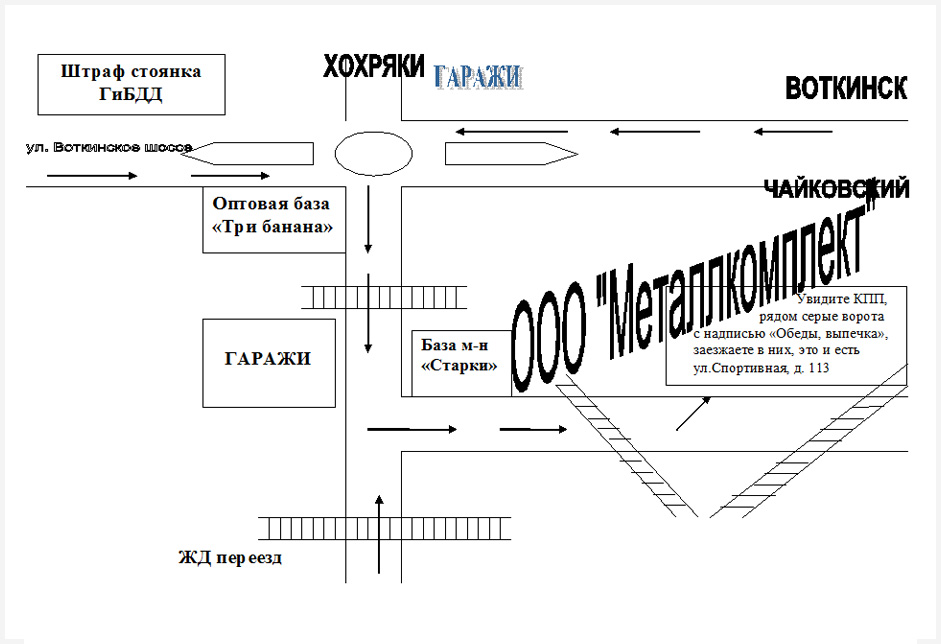 ХОХРЯКИ
ГАРАЖИ
Штраф стоянка
ГиБДД
ВОТКИНСК
ул. Воткинское шоссе
ЧАЙКОВСКИЙ
Оптовая база
«Три банана»
ООО "Металлкомплект"
Увидите КПП,
рядом серые ворота
с надписью «Обеды, выпечка»,
заезжаете в них, это и есть
ул.Спортивная, д. 113
ГАРАЖИ
База м-н
«Старки»
ЖД переезд